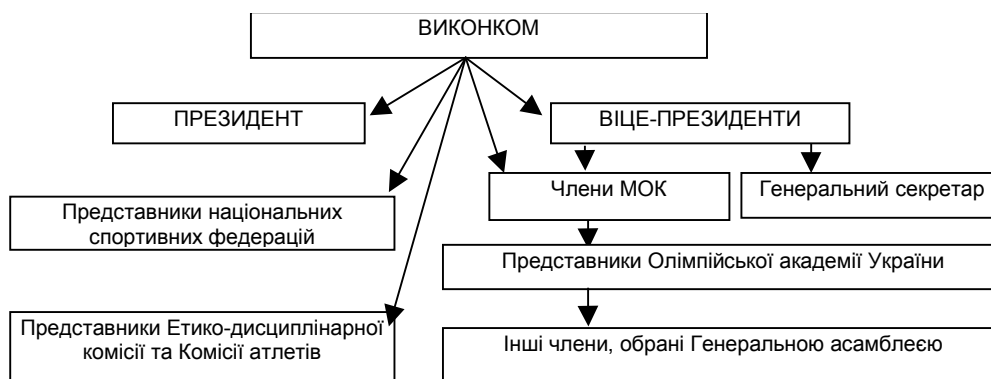 ВИКОНКОМ
ПРЕЗИДЕНТ
ВІЦЕ-ПРЕЗИДЕНТИ
Члени МОК
Генеральний секретар
Представники національних
спортивних федерацій
Представники Олімпійської академії України
Представники Етико-дисциплінарної
комісії та Комісії атлетів
Інші члени, обрані Генеральною асамблеєю